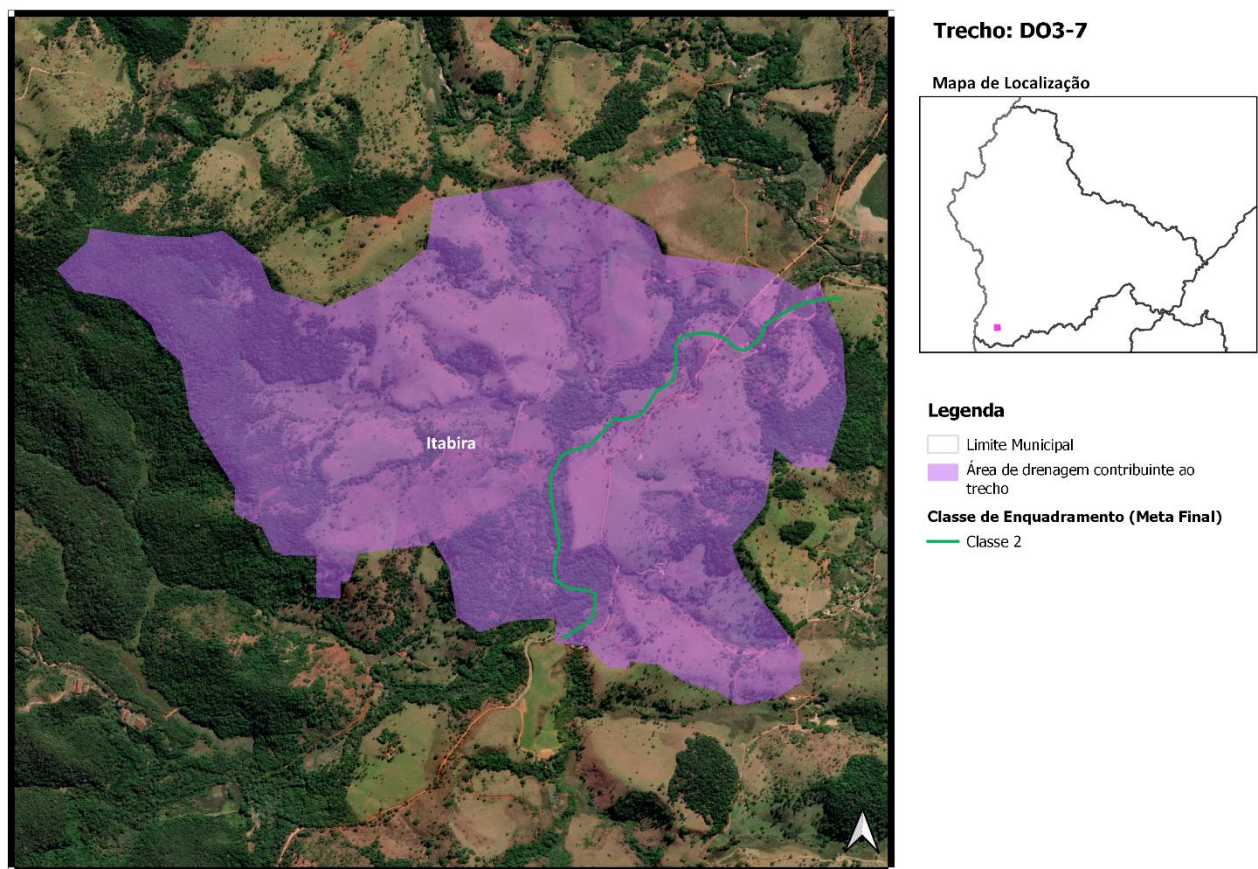 Trecho: DO3-7
Mapa de Localização
Itabira
Legenda
Limite Municipal
Área de drenagem contribuinte ao
trecho
Classe de Enquadramento (Meta Final)
Classe 2